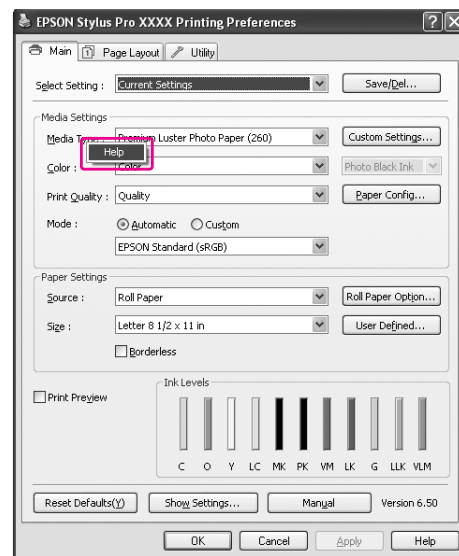 EPSON Stylus Pro XXXX Printing Preferences
Main Page Layout Utility
Select Setting : Current Settings Save/Del...
Media Settings
Media Premium Luster Photo Paper (260) Custom Settings...
Help
Color : Color Photo Black Ink
Print Quality : Quality Paper Config...
Mode : Automatic Custom
EPSON Standard (sRGB)
Paper Settings
Source : Roll Paper Roll Paper Option...
Size : Letter 8 1/2 x 11 in User Defined...
Borderless
Print Preview
Ink Levels
C O Y LC MK PK VM LK G LLK VLM
Reset Defaults(Y) Show Settings... Manual Version 6.50
OK Cancel Apply Help